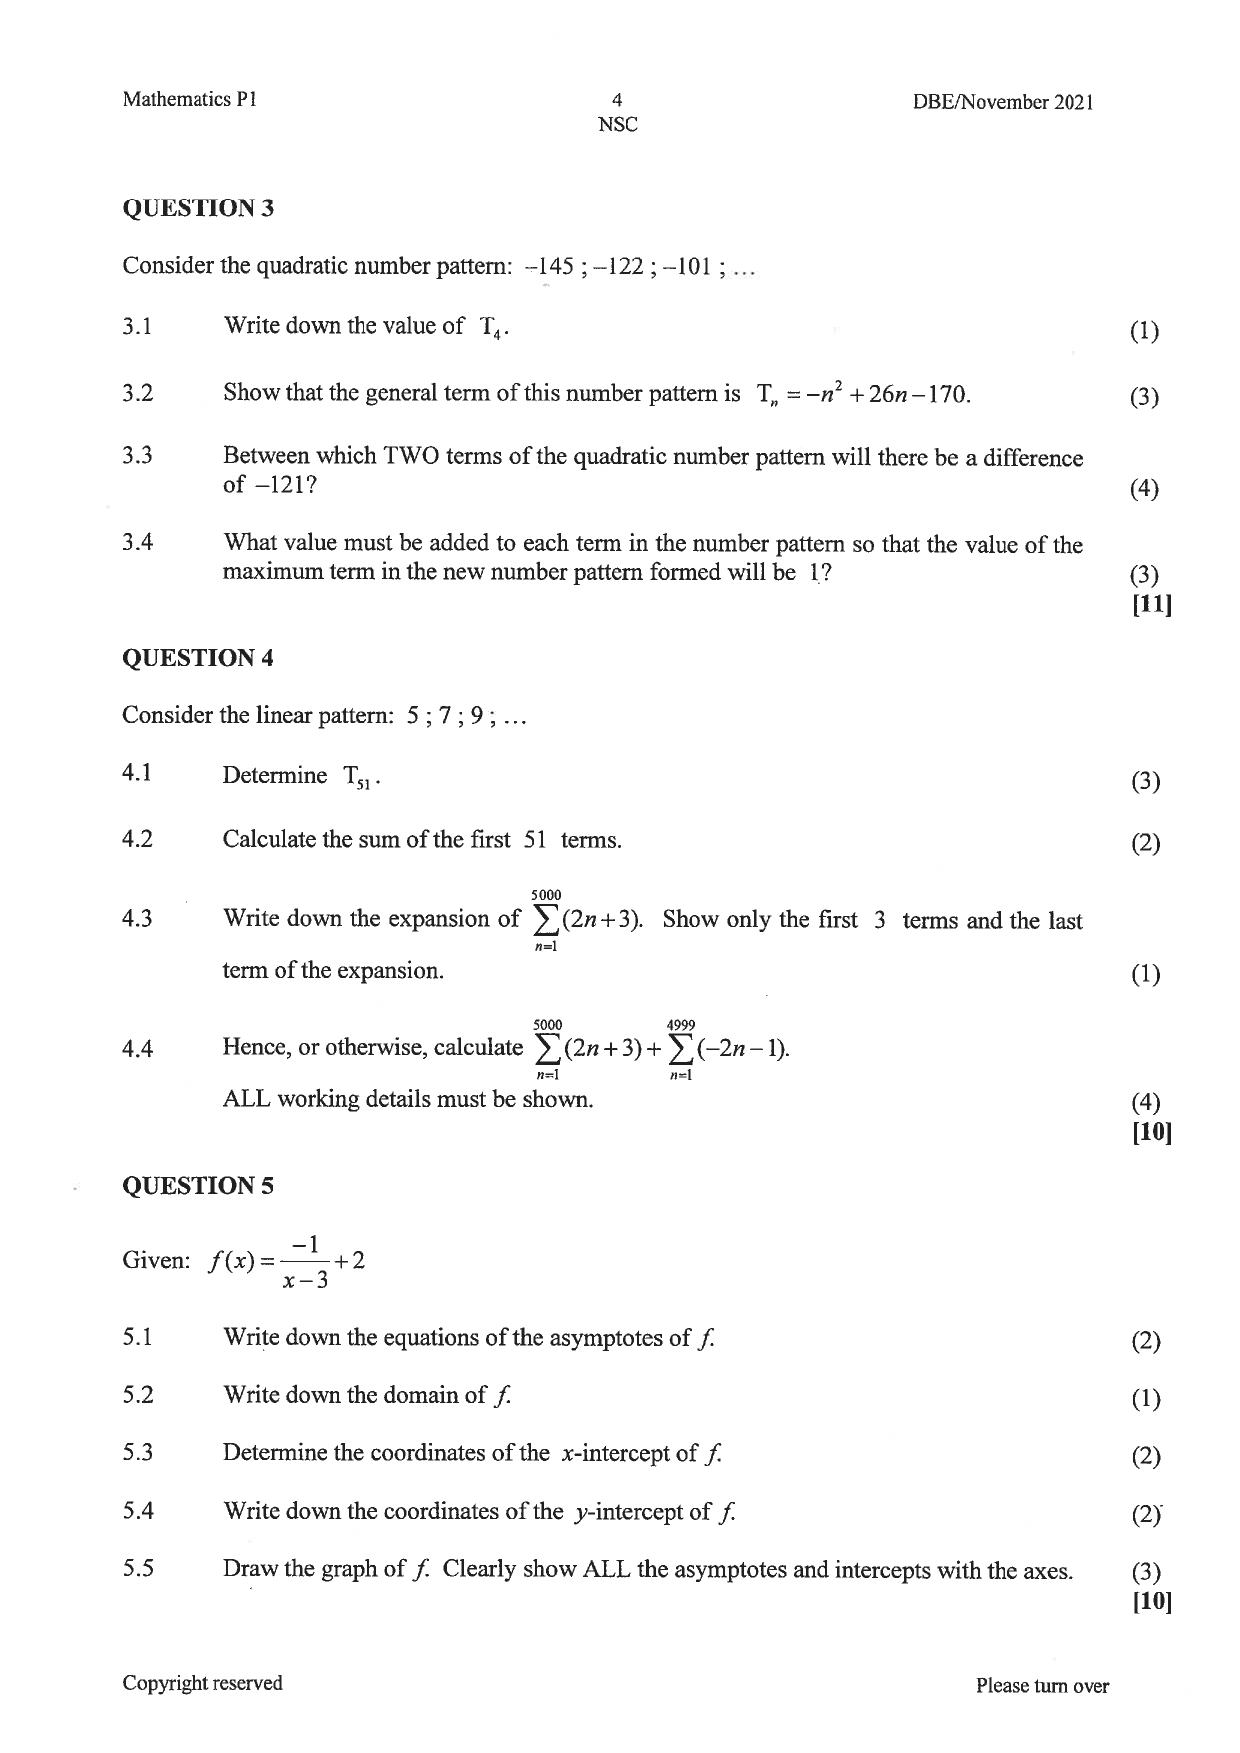 Mathematics P1 4 DBE/November 2021
NSC
QUESTION 3
Consider the quadratic number pattern: –145 ; –122 ; –101 ; ...
3.1 Write down the value of T₄. (1)
3.2 Show that the general term of this number pattern is Tₙ = –n² + 26n – 170. (3)
3.3 Between which TWO terms of the quadratic number pattern will there be a difference
of –121? (4)
3.4 What value must be added to each term in the number pattern so that the value of the
maximum term in the new number pattern formed will be 1? (3)
[11]
QUESTION 4
Consider the linear pattern: 5 ; 7 ; 9 ; ...
4.1 Determine T₅₁. (3)
4.2 Calculate the sum of the first 51 terms. (2)
5000
4.3 Write down the expansion of ∑(2n+3). Show only the first 3 terms and the last
n=1
term of the expansion. (1)
5000 4999
4.4 Hence, or otherwise, calculate ∑(2n+3)+∑(–2n–1).
n=1 n=1
ALL working details must be shown. (4)
[10]
QUESTION 5
Given: f(x) = –1/(x–3) + 2
5.1 Write down the equations of the asymptotes of f. (2)
5.2 Write down the domain of f. (1)
5.3 Determine the coordinates of the x-intercept of f. (2)
5.4 Write down the coordinates of the y-intercept of f. (2)
5.5 Draw the graph of f. Clearly show ALL the asymptotes and intercepts with the axes. (3)
[10]
Copyright reserved Please turn over